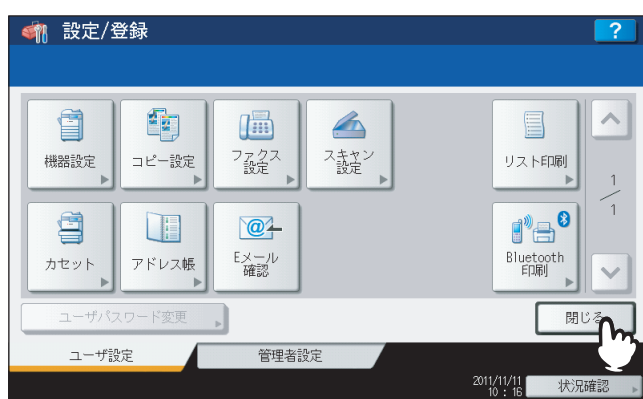 設定/登録
?
機器設定
コピー設定
ファクス
設定
スキャン
設定
リスト印刷
1
1
カセット
アドレス帳
@
Eメール
確認
Bluetooth
印刷
ユーザパスワード変更
閉じる
ユーザ設定
管理者設定
2011/11/11
10:16
状況確認